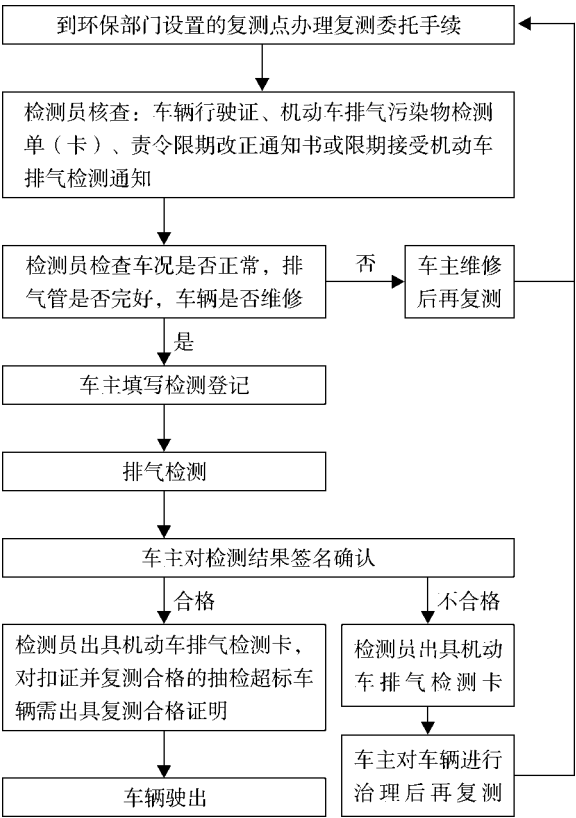 到环保部门设置的复测点办理复测委托手续
检测员核查：车辆行驶证、机动车排气污染物检测
单（卡）、责令限期改正通知书或限期接受机动车
排气检测通知
检测员检查车况是否正常，排
气管是否完好，车辆是否维修
否
车主维修
后再复测
是
车主填写检测登记
排气检测
车主对检测结果签名确认
合格
不合格
检测员出具机动车排气检测卡，
对扣证并复测合格的抽检超标车
辆需出具复测合格证明
检测员出具机动
车排气检测卡
车辆驶出
车主对车辆进行
治理后再复测